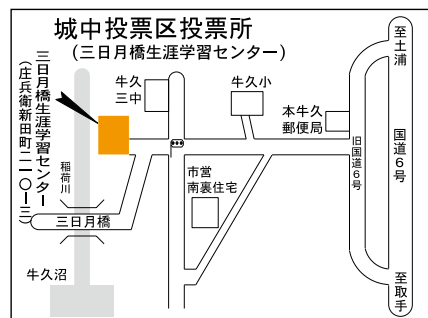 城中投票区投票所
(三日月橋生涯学習センター)
三日月橋生涯学習センター
(庄兵衛新田町二一〇ー三)
稲荷川
三日月橋
牛久沼
牛久
三中
牛久小
本牛久
郵便局
市営
南裏住宅
旧国道6号
国道6号
至土浦
至取手